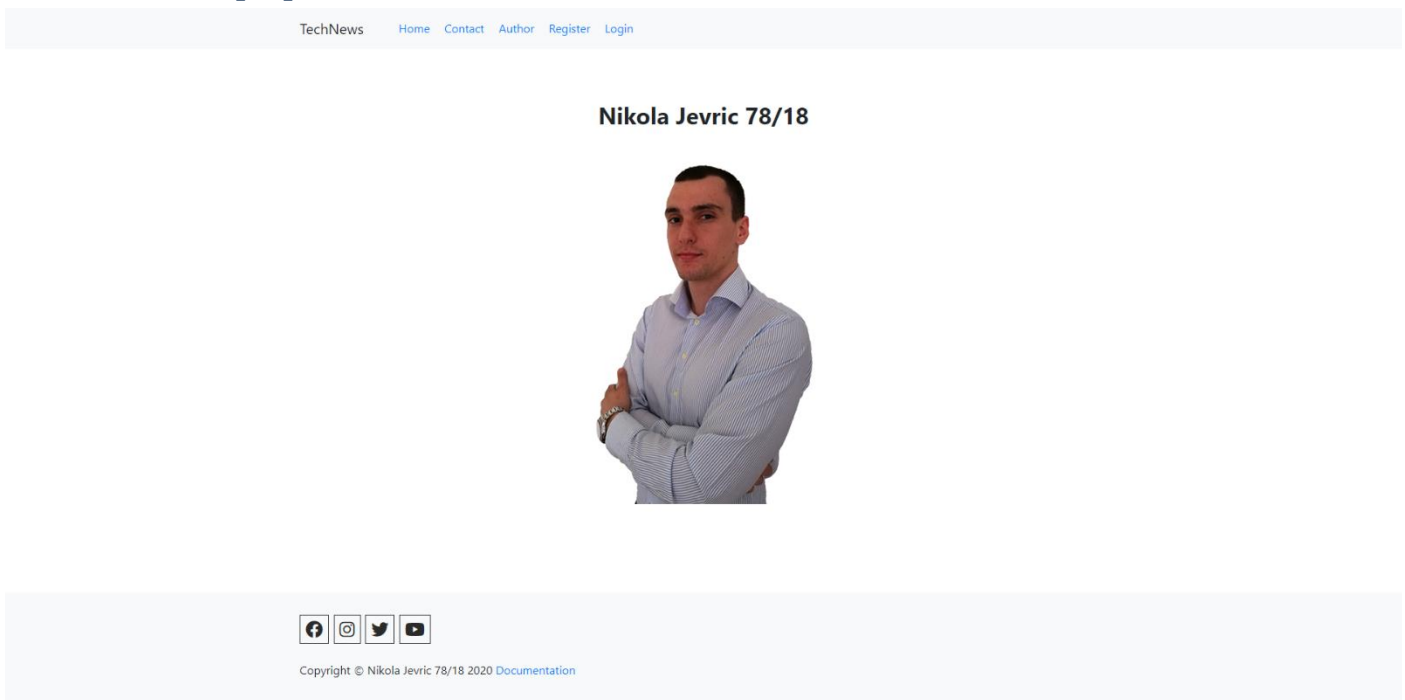 TechNews Home Contact Author Register Login
Nikola Jevric 78/18
Copyright © Nikola Jevric 78/18 2020 Documentation